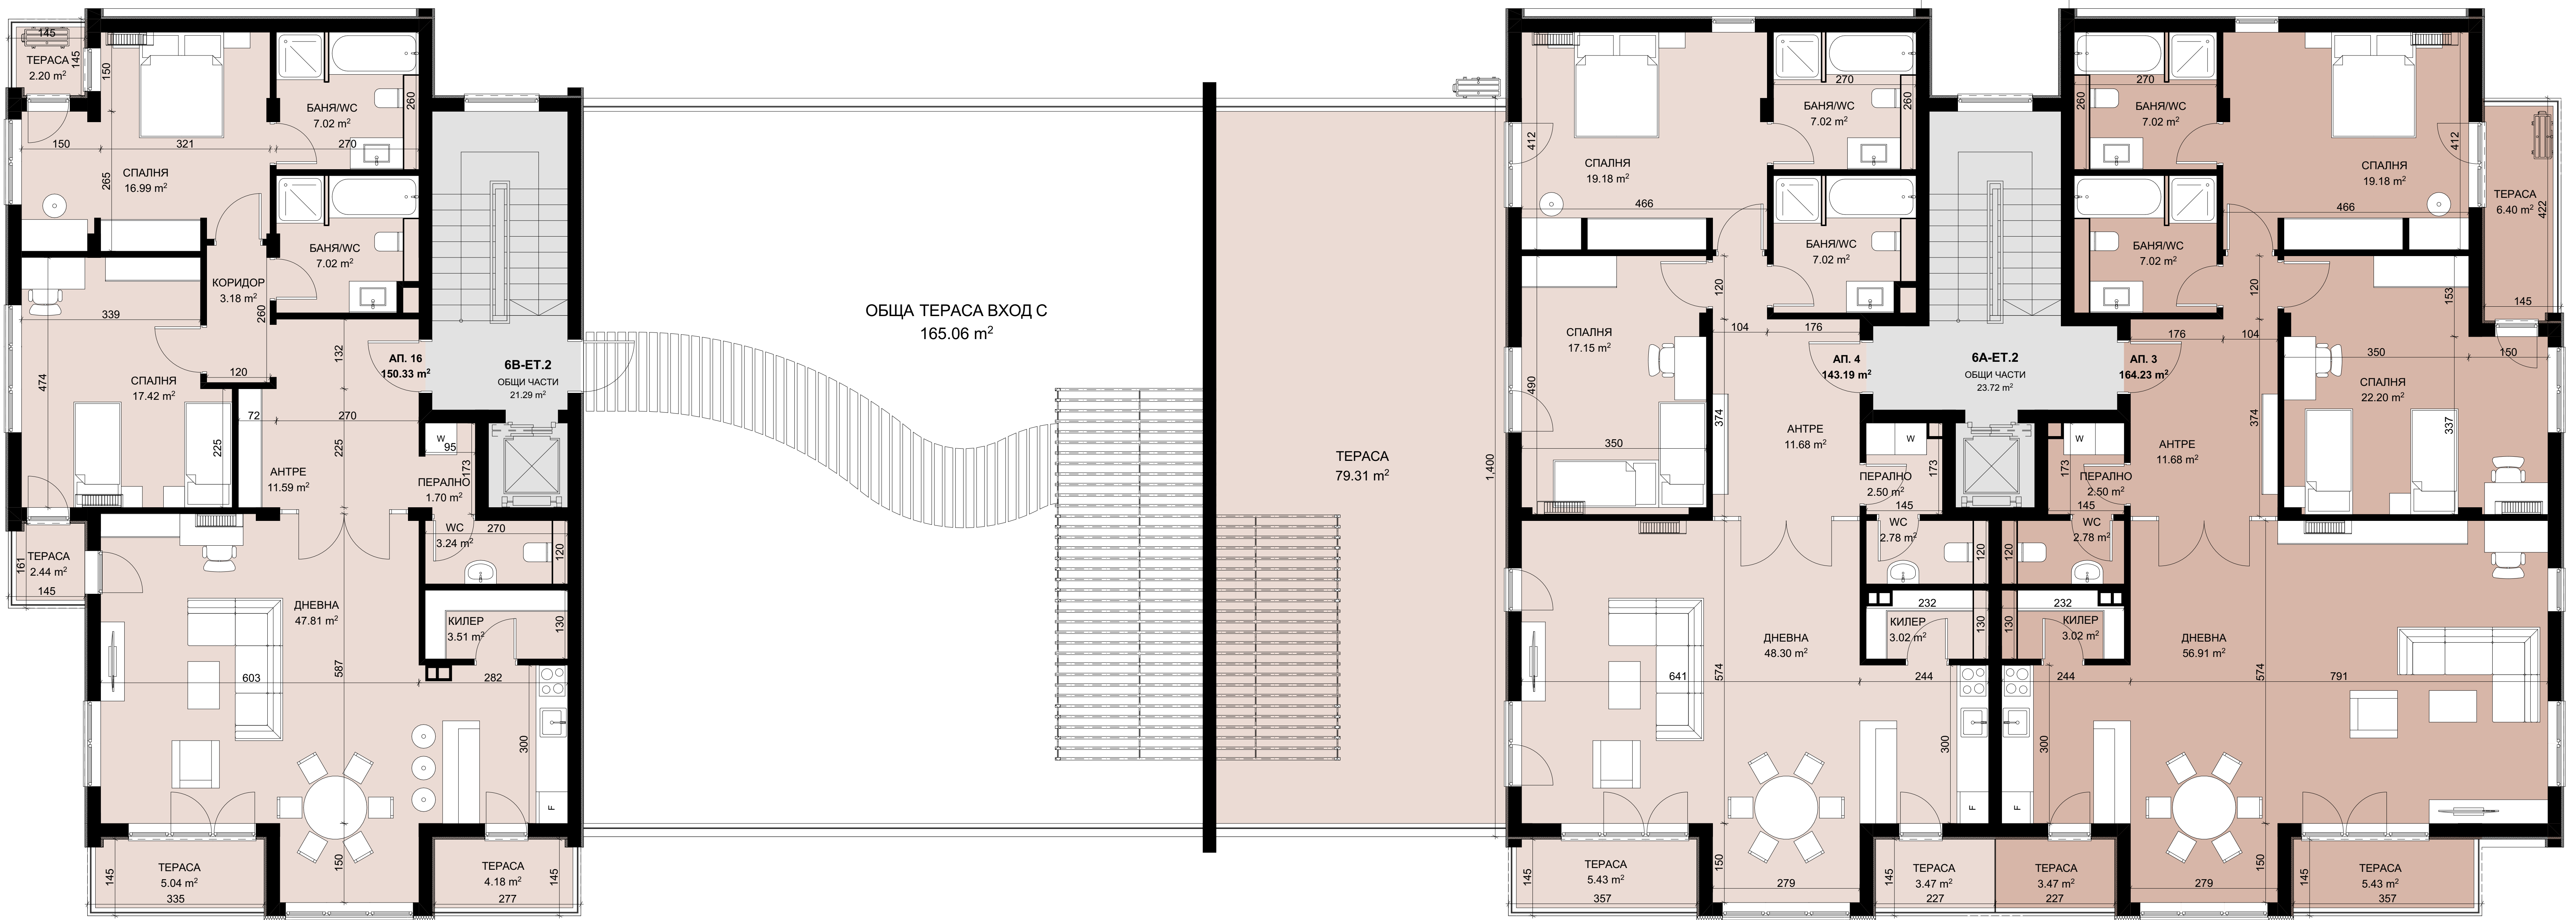 145
ТЕРАСА
2.20 m²
145
150
БАНЯ/WC
7.02 m²
260
150
321
270
СПАЛНЯ
16.99 m²
265
БАНЯ/WC
7.02 m²
КОРИДОР
3.18 m²
260
339
132
АП. 16
150.33 m²
6В-ЕТ.2
ОБЩИ ЧАСТИ
21.29 m²
120
474
СПАЛНЯ
17.42 m²
72
270
225
225
W
95
АНТРЕ
11.59 m²
173
ПЕРАЛНО
1.70 m²
WC
3.24 m²
270
120
161
ТЕРАСА
2.44 m²
145
ДНЕВНА
47.81 m²
КИЛЕР
3.51 m²
130
603
587
282
300
F
145
ТЕРАСА
5.04 m²
335
150
ТЕРАСА
4.18 m²
277
145
ОБЩА ТЕРАСА ВХОД С
165.06 m²
ТЕРАСА
79.31 m²
1,400
412
СПАЛНЯ
19.18 m²
466
270
БАНЯ/WC
7.02 m²
260
БАНЯ/WC
7.02 m²
120
104
176
СПАЛНЯ
17.15 m²
490
350
АП. 4
143.19 m²
6А-ЕТ.2
ОБЩИ ЧАСТИ
23.72 m²
374
АНТРЕ
11.68 m²
W
173
ПЕРАЛНО
2.50 m²
145
WC
2.78 m²
120
232
КИЛЕР
3.02 m²
130
ДНЕВНА
48.30 m²
641
574
244
300
F
145
ТЕРАСА
5.43 m²
357
150
279
145
ТЕРАСА
3.47 m²
227
270
260
БАНЯ/WC
7.02 m²
412
СПАЛНЯ
19.18 m²
466
БАНЯ/WC
7.02 m²
ТЕРАСА
6.40 m²
422
145
120
153
176
104
АП. 3
164.23 m²
350
150
СПАЛНЯ
22.20 m²
337
374
АНТРЕ
11.68 m²
W
173
ПЕРАЛНО
2.50 m²
145
WC
2.78 m²
120
232
КИЛЕР
3.02 m²
130
ДНЕВНА
56.91 m²
244
574
791
300
F
ТЕРАСА
3.47 m²
227
279
150
145
ТЕРАСА
5.43 m²
357